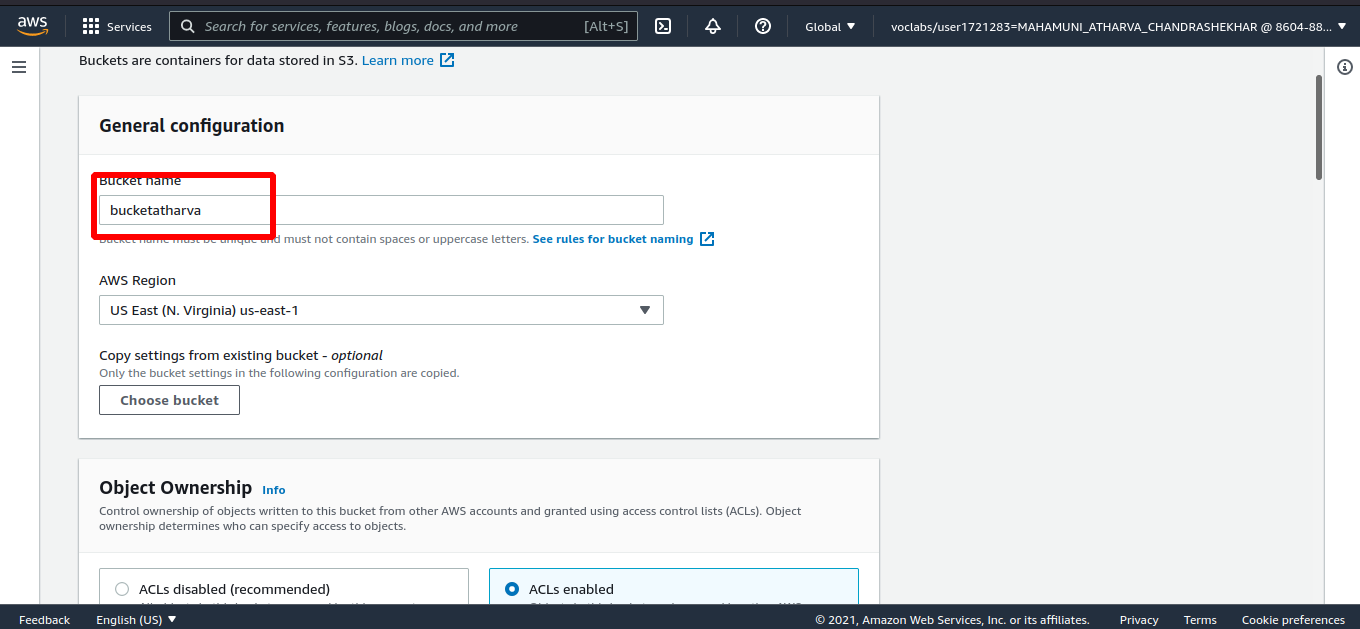 aws Services Search for services, features, blogs, docs, and more [Alt+S] Global voclabs/user1721283=MAHAMUNI_ATHARVA_CHANDRASHEKHAR @ 8604-88...
Buckets are containers for data stored in S3. Learn more
General configuration
Bucket name
bucketatharva
Bucket name must be unique and must not contain spaces or uppercase letters. See rules for bucket naming
AWS Region
US East (N. Virginia) us-east-1
Copy settings from existing bucket - optional
Only the bucket settings in the following configuration are copied.
Choose bucket
Object Ownership Info
Control ownership of objects written to this bucket from other AWS accounts and granted using access control lists (ACLs). Object
ownership determines who can specify access to objects.
ACLs disabled (recommended) ACLs enabled
Feedback English (US) © 2021, Amazon Web Services, Inc. or its affiliates. Privacy Terms Cookie preferences